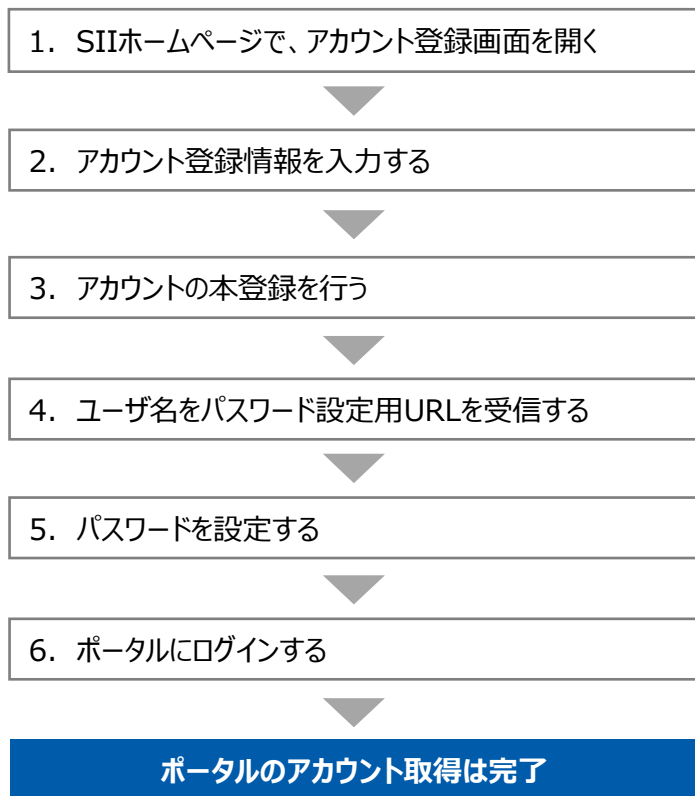 1. SIIホームページで、アカウント登録画面を開く
2. アカウント登録情報を入力する
3. アカウントの本登録を行う
4. ユーザ名をパスワード設定用URLを受信する
5. パスワードを設定する
6. ポータルにログインする
ポータルのアカウント取得は完了